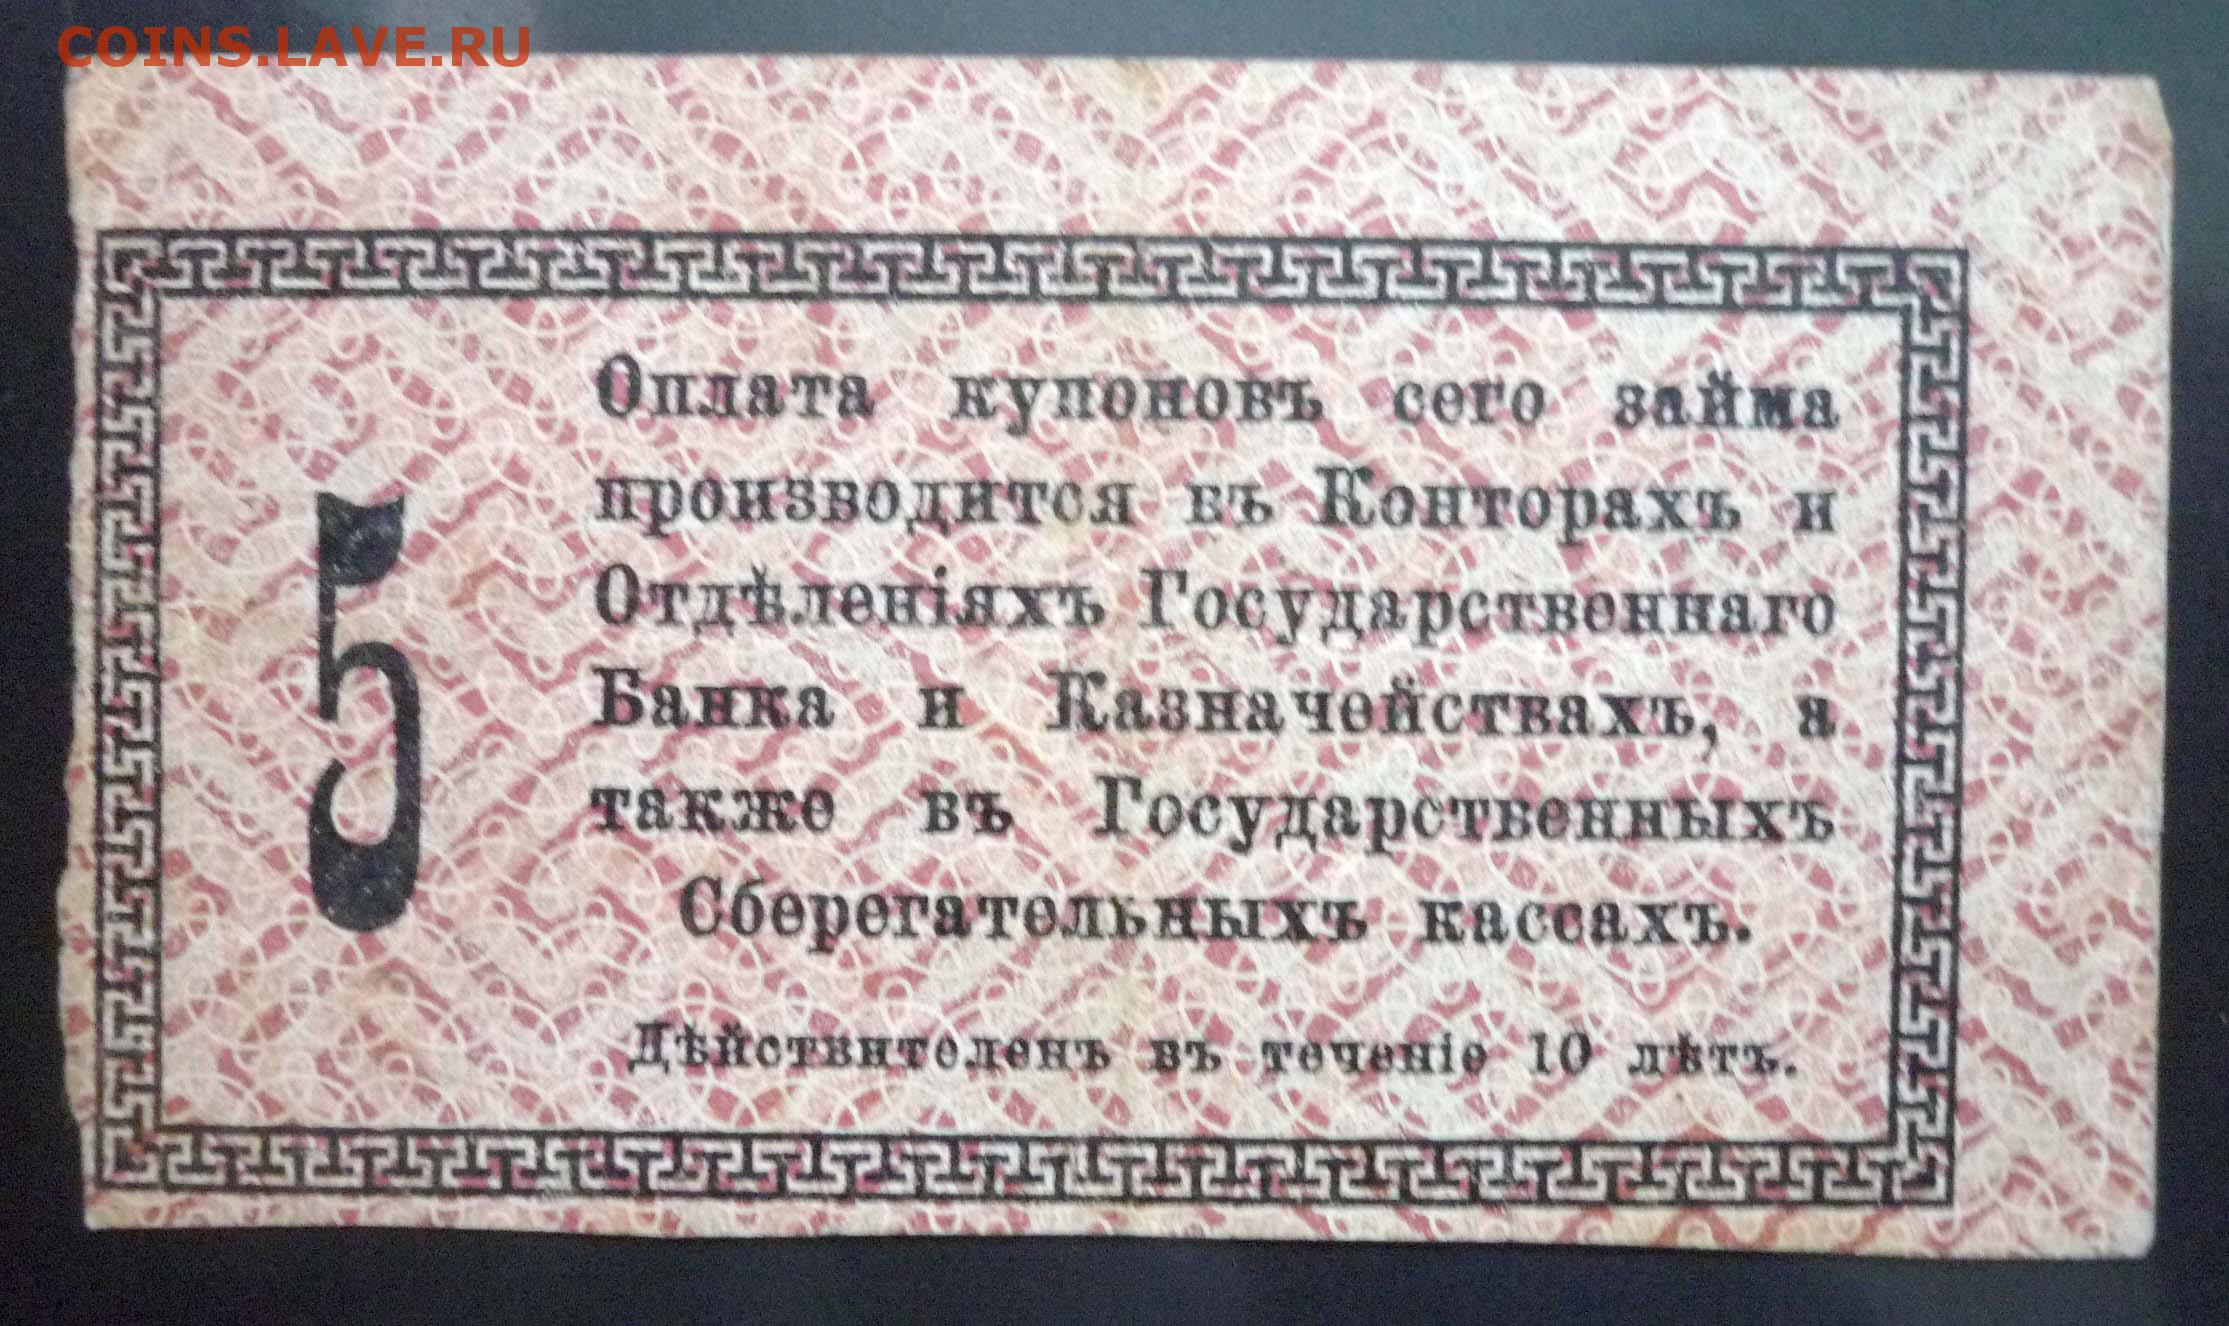 COINS.LAVE.RU
Оплата купоновъ сего займа
производится въ Конторахъ и
Отдѣленіяхъ Государственнаго
Банка и Казначействахъ, а
также въ Государственныхъ
Сберегательныхъ кассахъ.
5
Дѣйствителенъ въ теченіе 10 лѣтъ.